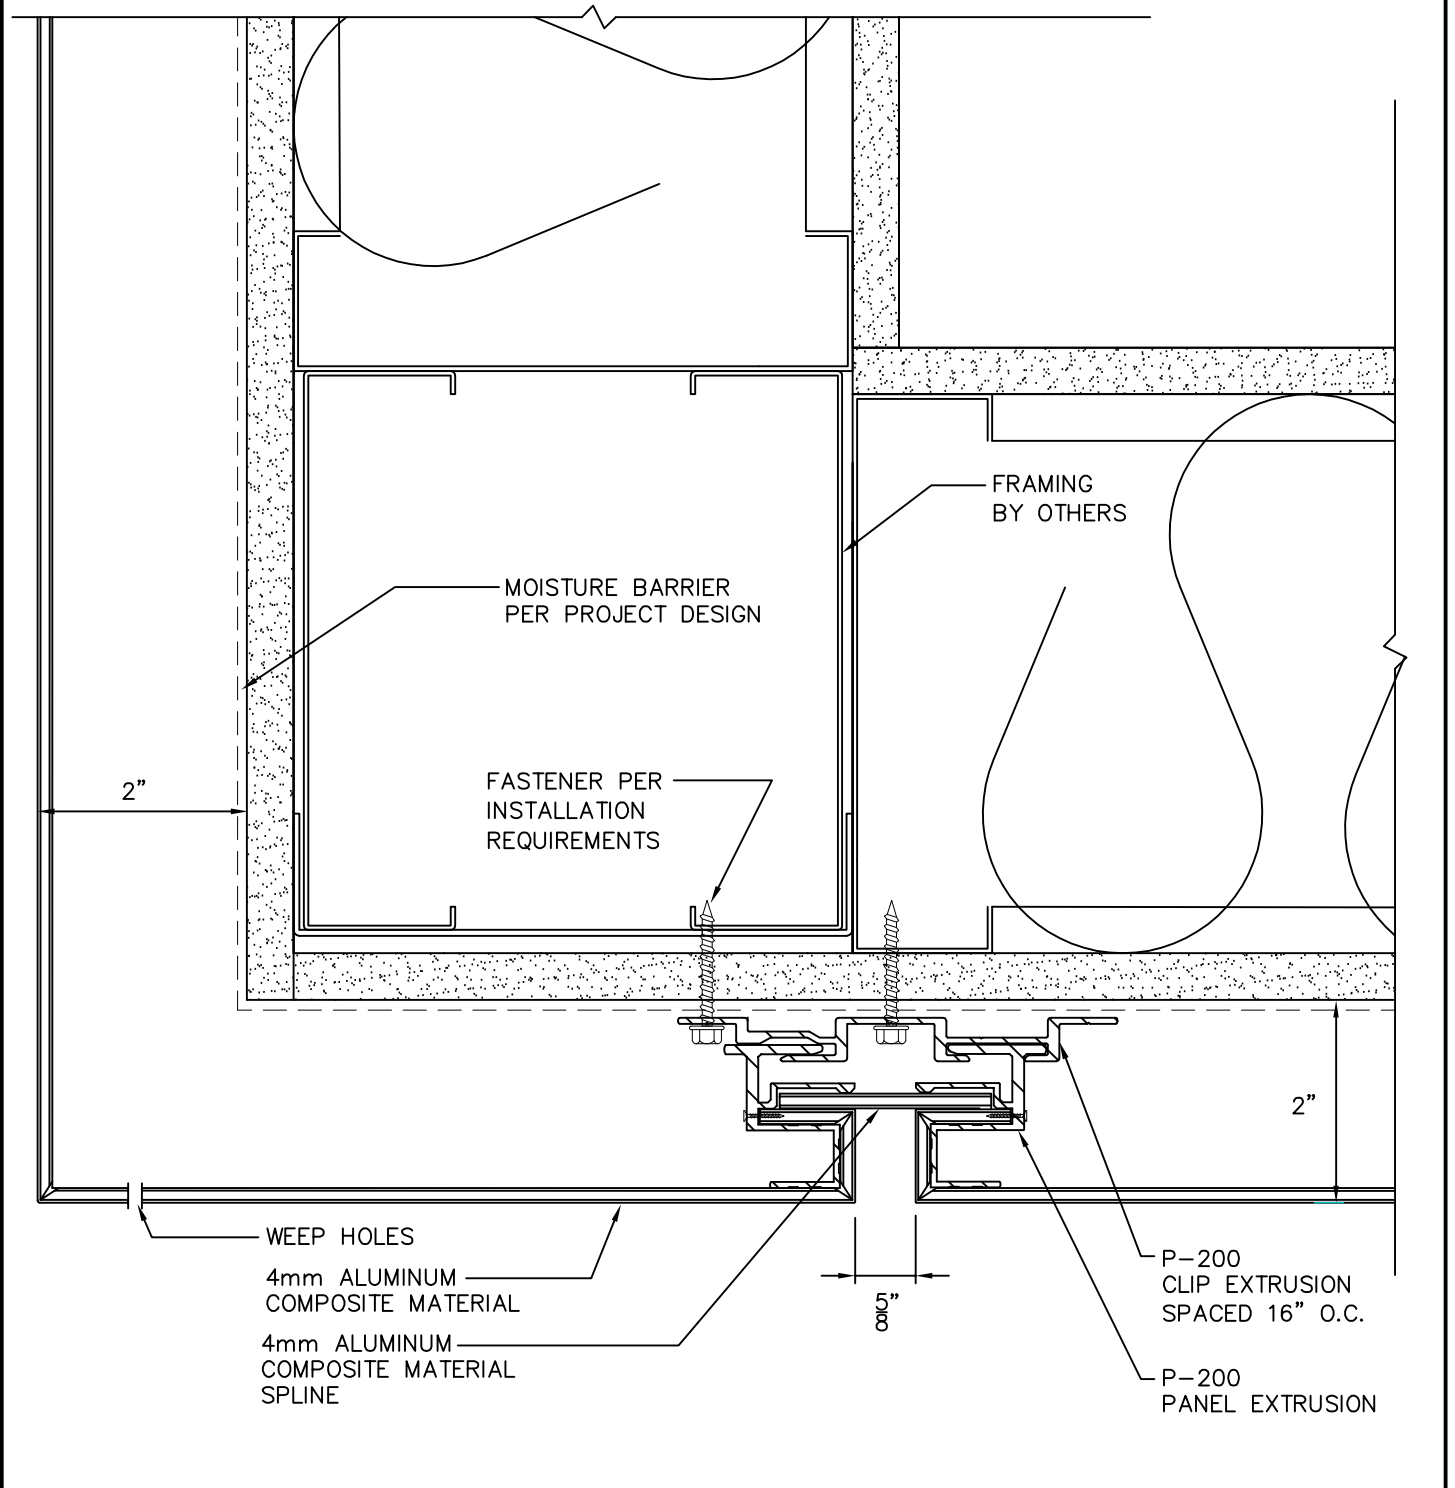 FRAMING
BY OTHERS
MOISTURE BARRIER
PER PROJECT DESIGN
2”
FASTENER PER
INSTALLATION
REQUIREMENTS
2”
WEEP HOLES
4mm ALUMINUM
COMPOSITE MATERIAL
P-200
CLIP EXTRUSION
SPACED 16” O.C.
5/8”
4mm ALUMINUM
COMPOSITE MATERIAL
SPLINE
P-200
PANEL EXTRUSION